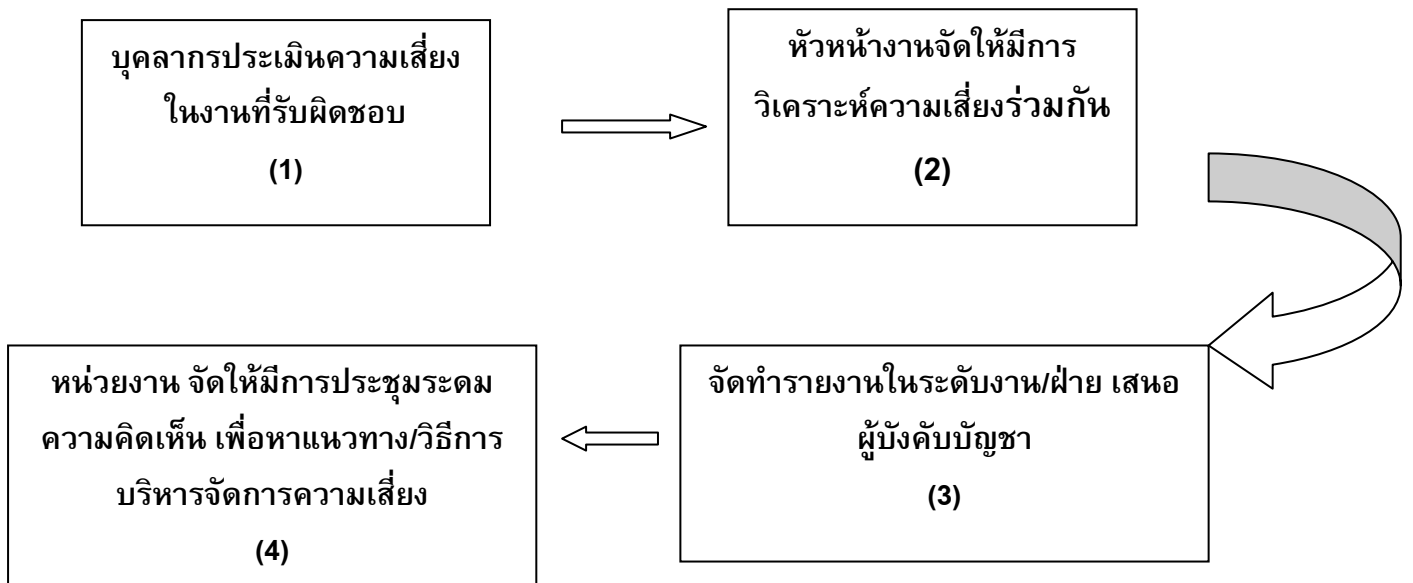 บุคลากรประเมินความเสี่ยง
ในงานที่รับผิดชอบ
(1)
หัวหน้างานจัดให้มีการ
วิเคราะห์ความเสี่ยงร่วมกัน
(2)
จัดทำรายงานในระดับงาน/ฝ่าย เสนอ
ผู้บังคับบัญชา
(3)
หน่วยงาน จัดให้มีการประชุมระดม
ความคิดเห็น เพื่อหาแนวทาง/วิธีการ
บริหารจัดการความเสี่ยง
(4)